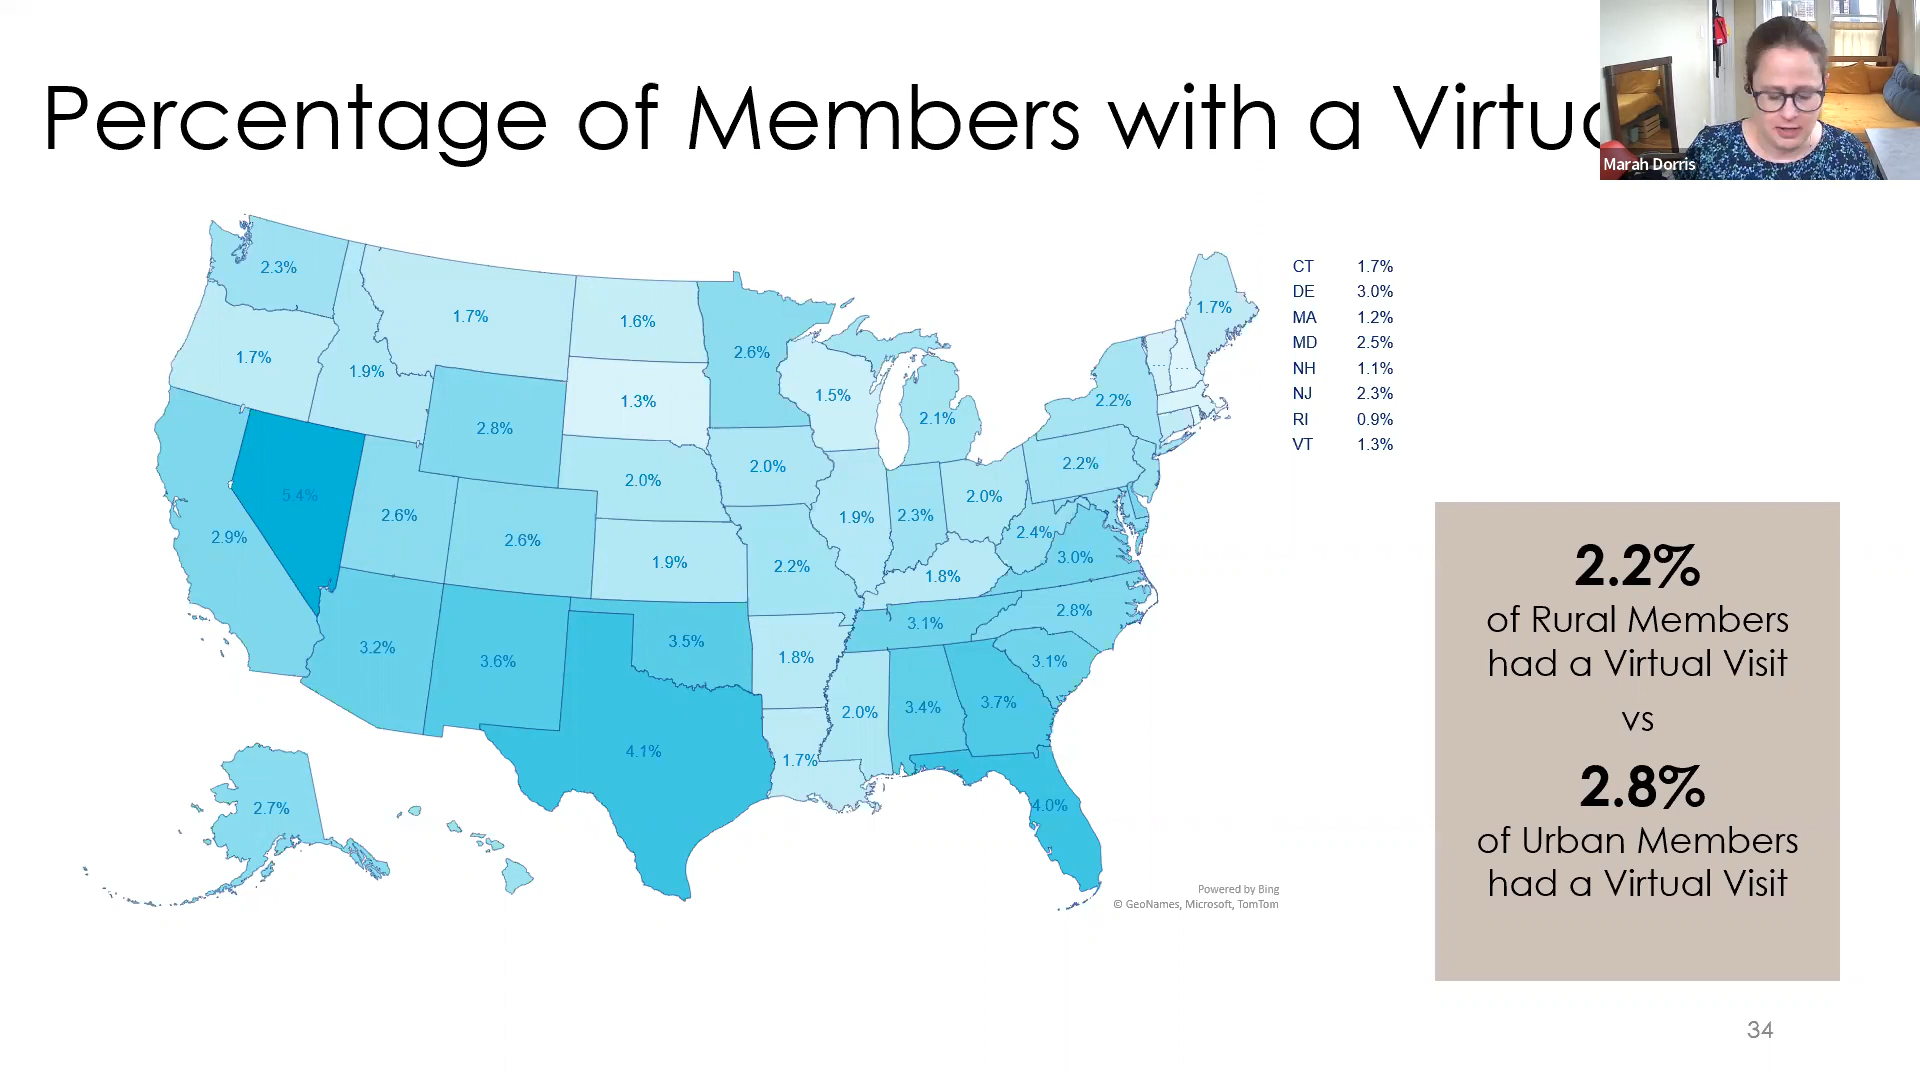 Percentage of Members with a Virtu
Marah Dorris
2.3%
1.7%
1.6%
2.6%
1.7%
1.7%
1.9%
1.3%
1.5%
2.1%
2.2%
2.8%
2.0%
2.0%
2.2%
5.4%
2.6%
2.6%
1.9%
2.3%
2.0%
2.9%
1.9%
2.2%
2.4%
3.0%
1.8%
3.2%
3.6%
3.5%
1.8%
3.1%
2.8%
3.1%
4.1%
1.7%
2.0%
3.4%
3.7%
4.0%
2.7%
CT 1.7%
DE 3.0%
MA 1.2%
MD 2.5%
NH 1.1%
NJ 2.3%
RI 0.9%
VT 1.3%
Powered by Bing
© GeoNames, Microsoft, TomTom
2.2%
of Rural Members
had a Virtual Visit
vs
2.8%
of Urban Members
had a Virtual Visit
34